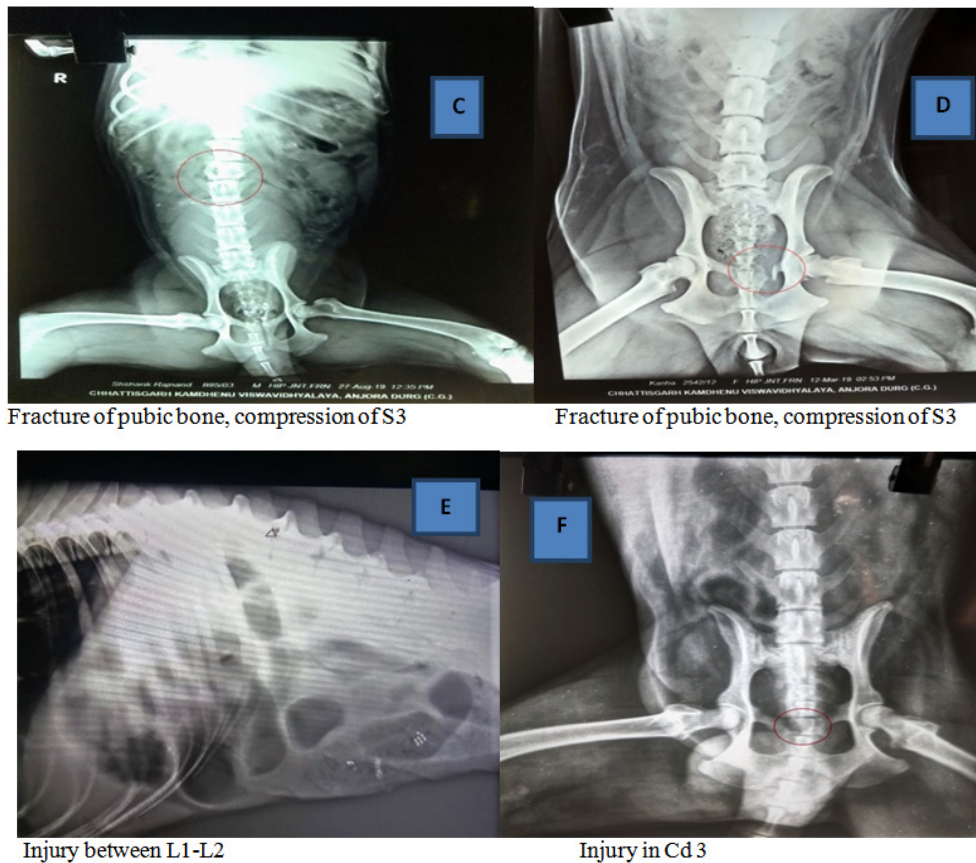 C
R
Shshank Rajnand 895/03 M HIP JNT.FRN 27-Aug-19 12:35 PM
CHHATTISGARH KAMDHENU VISWAVIDYALAYA, ANJORA DURG (C.G.)
D
Kanha 2542/12 F HIP JNT.FRN 12-Mar-19 02:53 PM
CHHATTISGARH KAMDHENU VISWAVIDYALAYA, ANJORA DURG (C.G.)
Fracture of pubic bone, compression of S3
Fracture of pubic bone, compression of S3
E
F
Injury between L1-L2
Injury in Cd 3